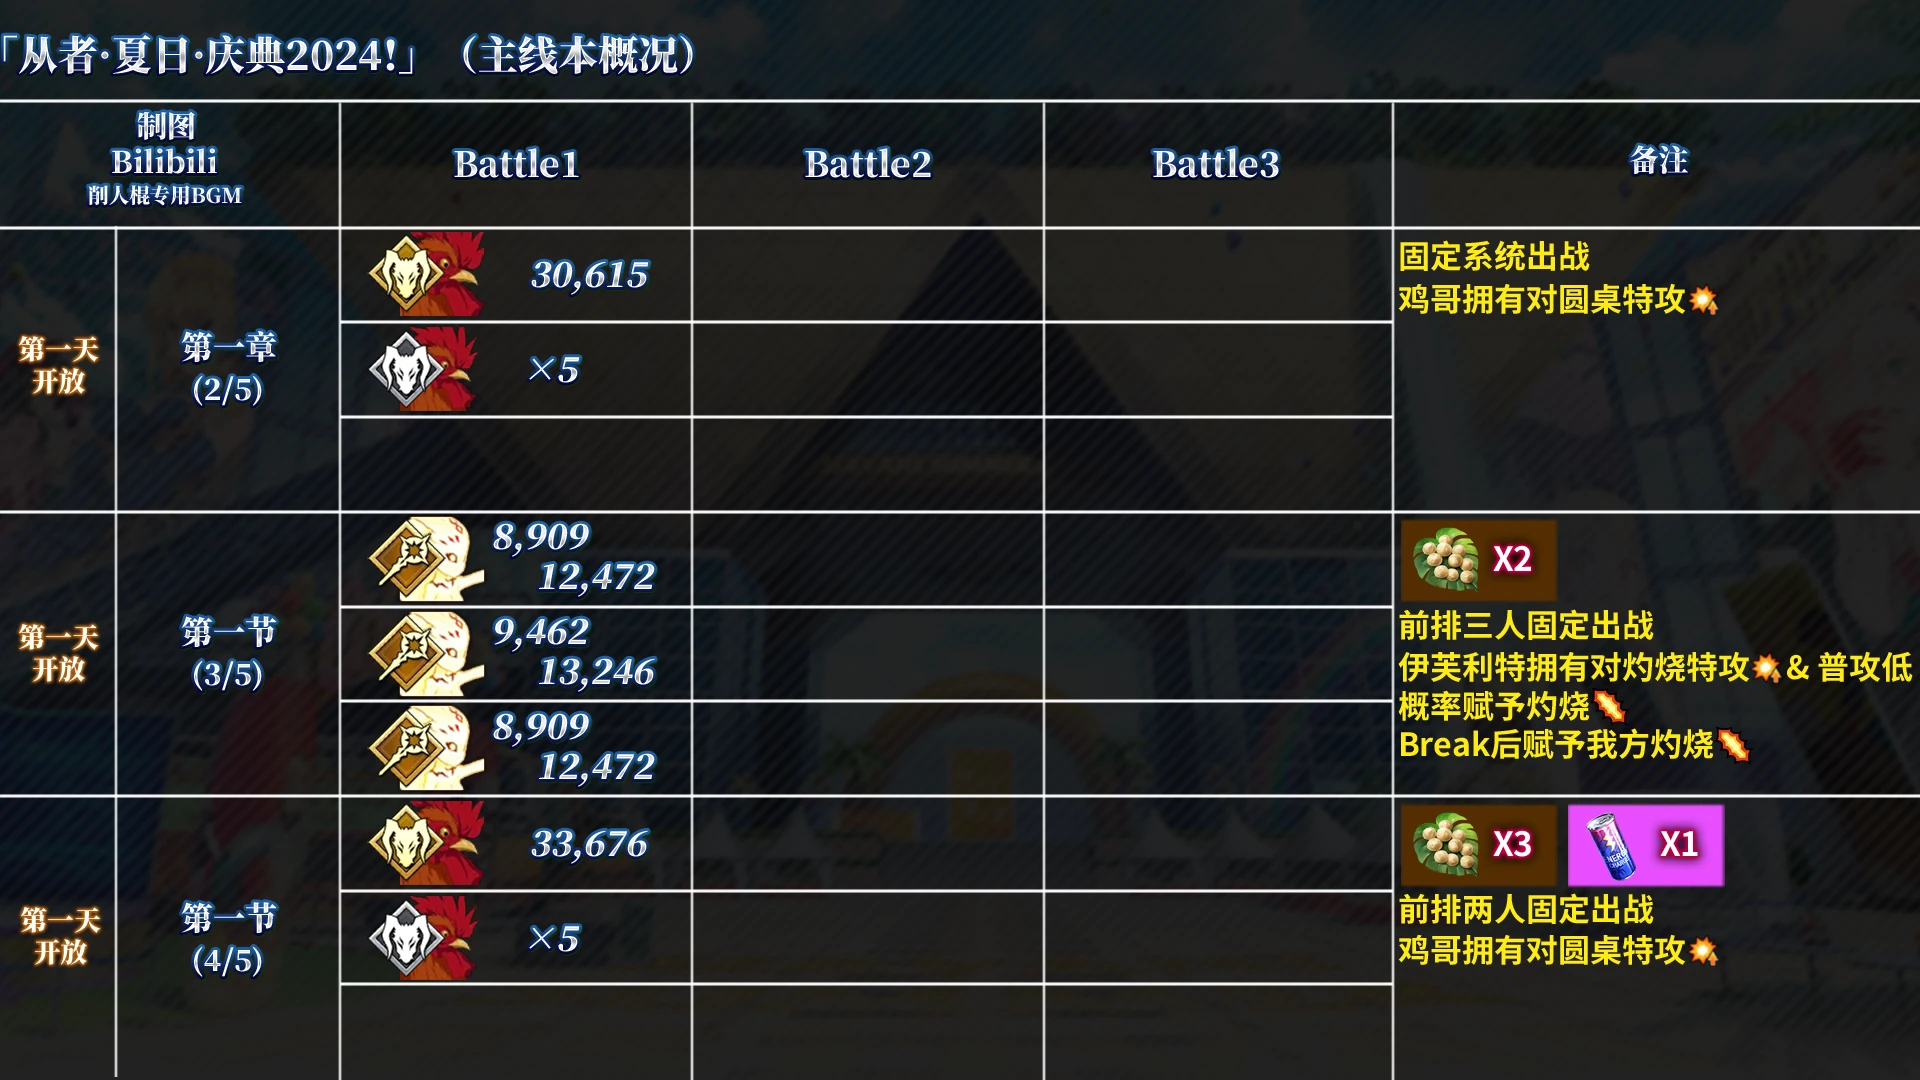 「从者·夏日·庆典2024!」（主线本概况）
制图
Bilibili
削人棍专用BGM
Battle1
Battle2
Battle3
备注
第一天
开放
第一章
(2/5)
30,615
×5
固定系统出战
鸡哥拥有对圆桌特攻
第一天
开放
第一节
(3/5)
8,909
12,472
9,462
13,246
8,909
12,472
X2
前排三人固定出战
伊芙利特拥有对灼烧特攻 & 普攻低
概率赋予灼烧
Break后赋予我方灼烧
第一天
开放
第一节
(4/5)
33,676
×5
X3
X1
前排两人固定出战
鸡哥拥有对圆桌特攻